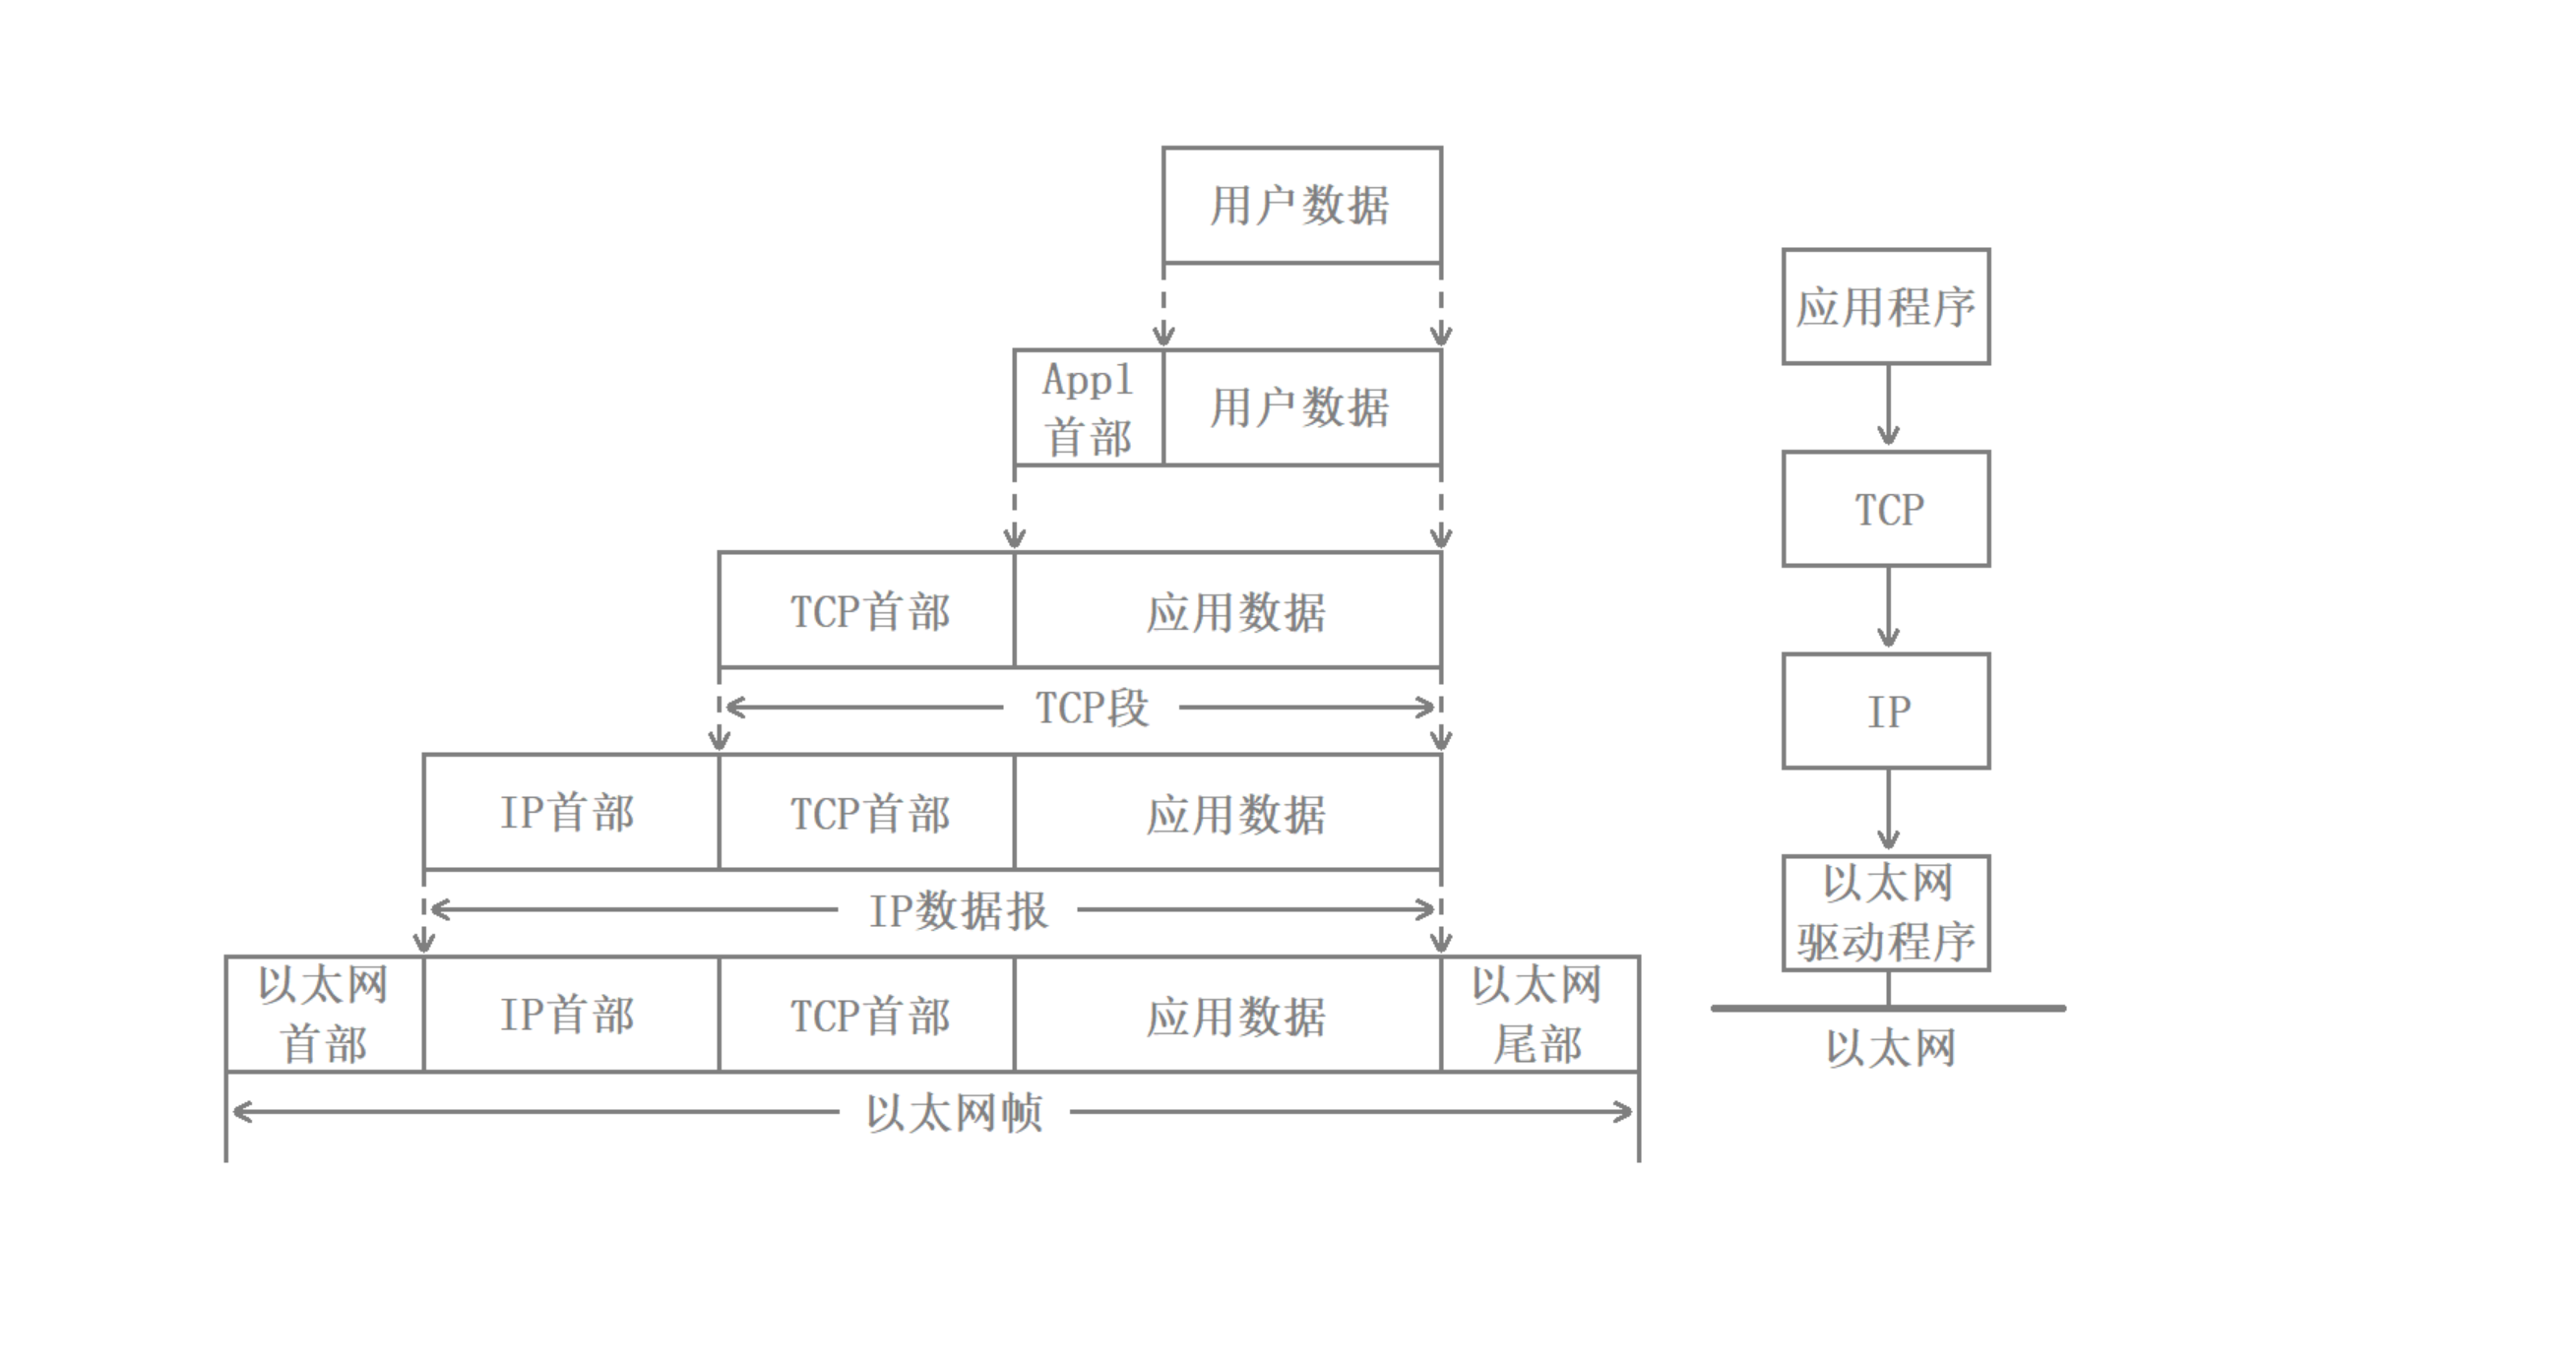 用户数据
应用程序
Appl
首部
用户数据
TCP
TCP首部
应用数据
TCP段
IP
IP首部
TCP首部
应用数据
IP数据报
以太网
驱动程序
以太网
首部
IP首部
TCP首部
应用数据
以太网
尾部
以太网
以太网帧